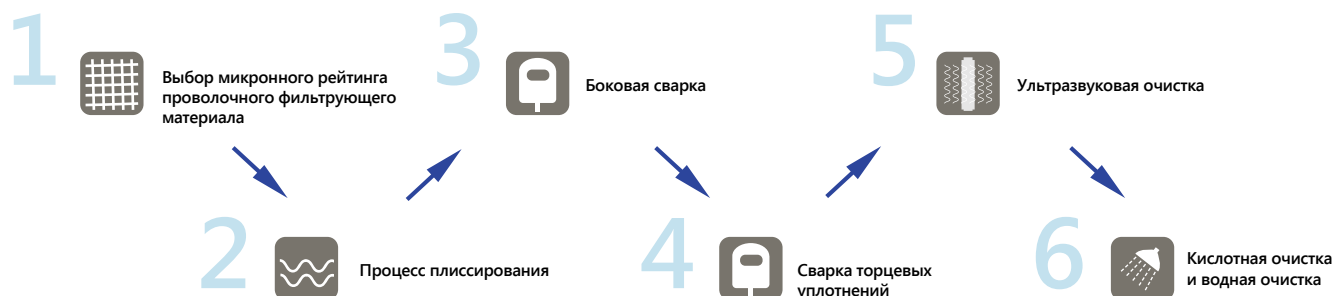 1
Выбор микронного рейтинга
проволочного фильтрующего
материала
2
Процесс плиссирования
3
Боковая сварка
4
Сварка торцевых
уплотнений
5
Ультразвуковая очистка
6
Кислотная очистка
и водная очистка